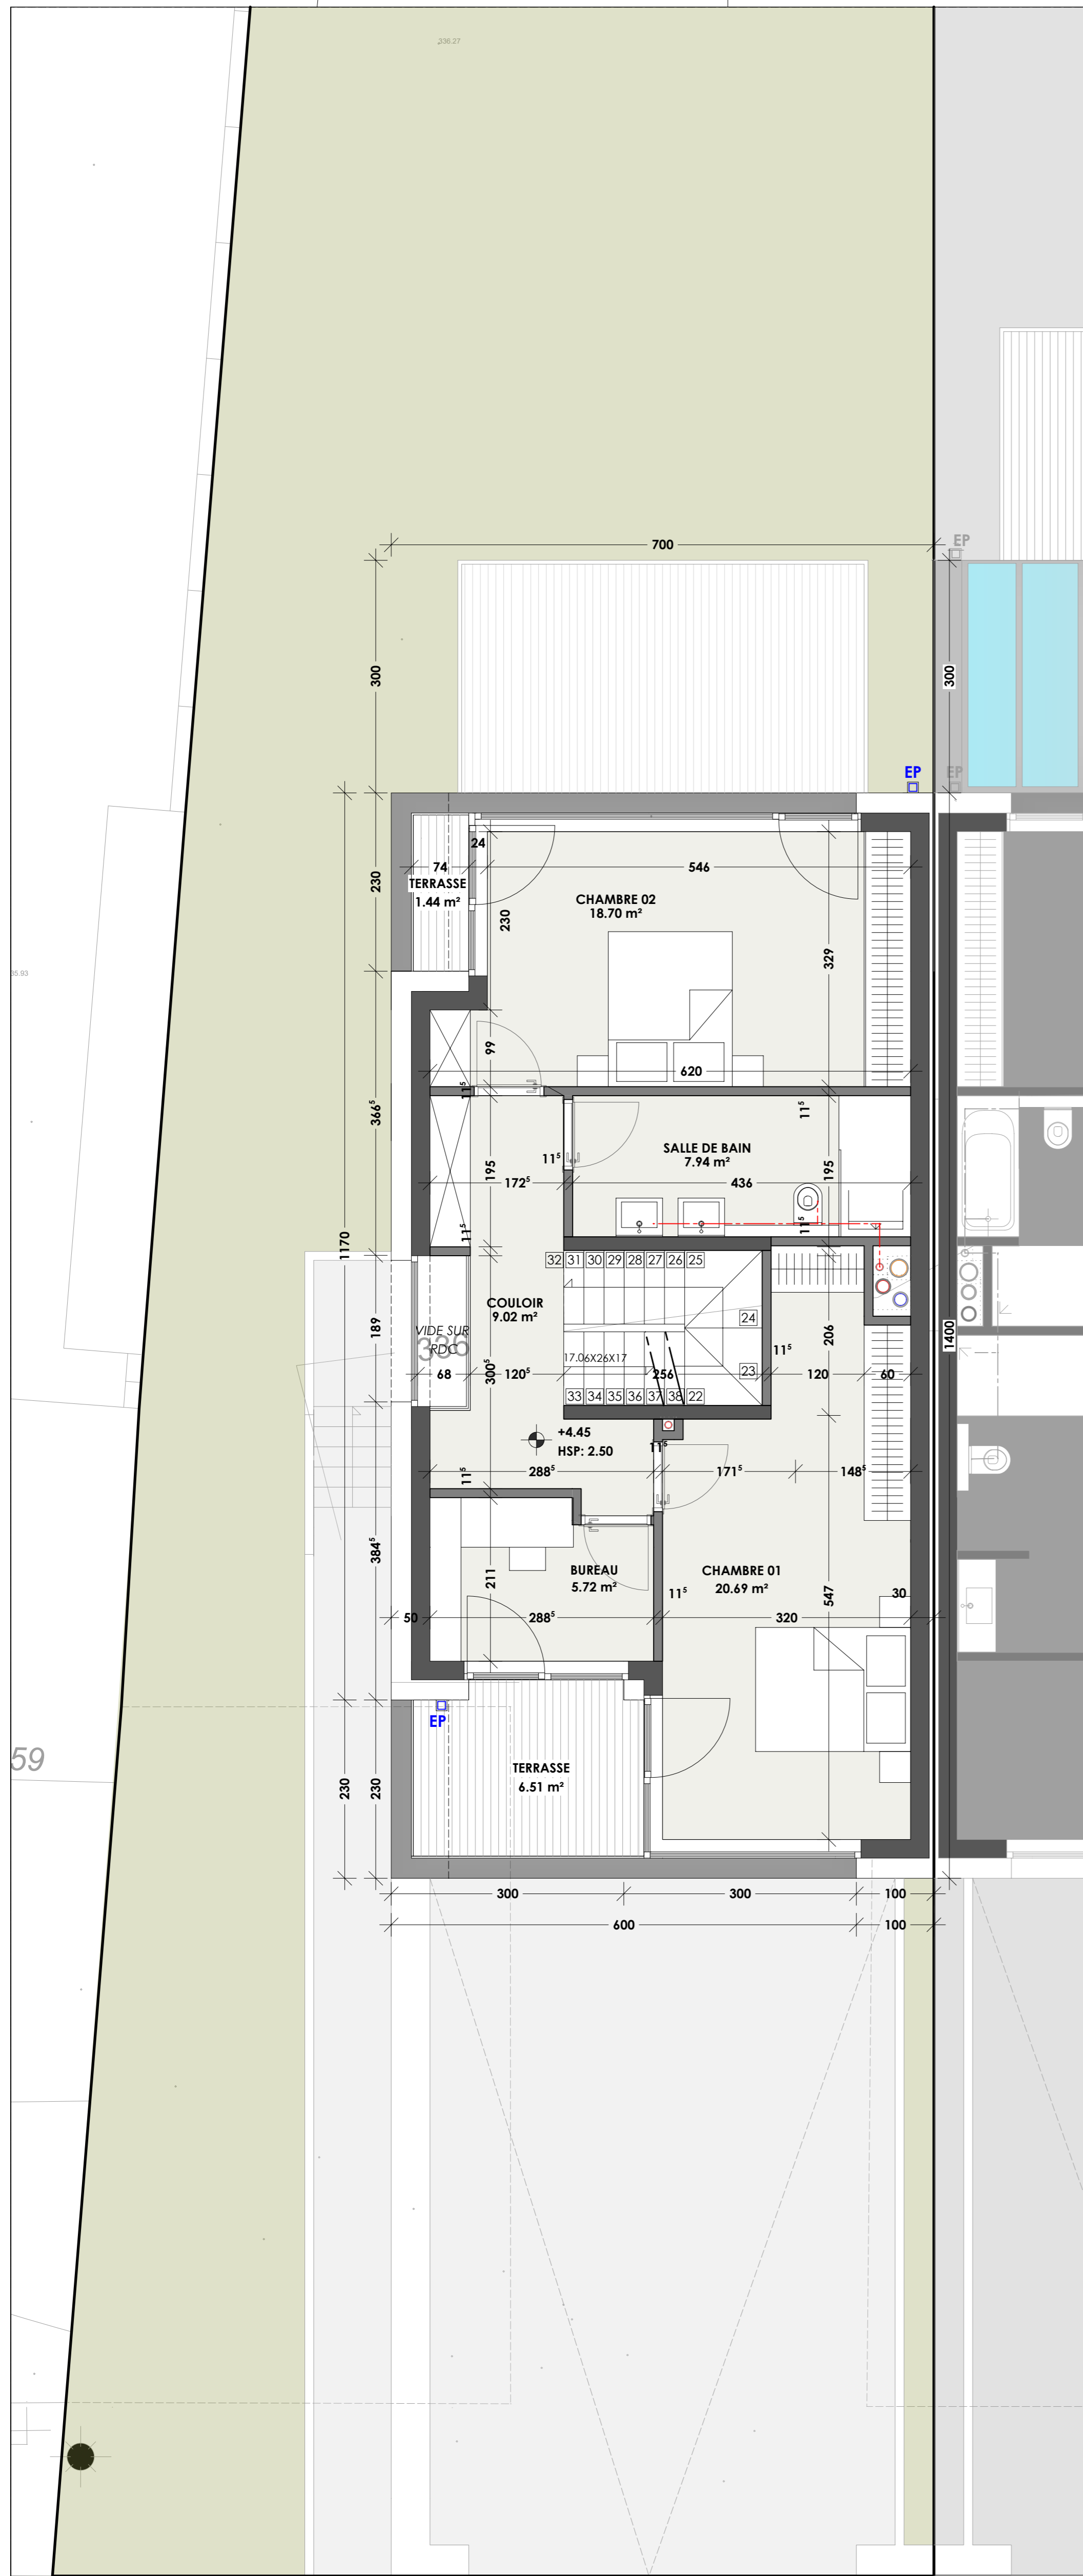 336.27
700
EP
300
300
EP
EP
230
24
74
546
TERRASSE
1.44 m²
CHAMBRE 02
18.70 m²
230
329
35.93
99
620
11⁵
366⁵
11⁵
SALLE DE BAIN
7.94 m²
11⁵
195
195
172⁵
436
11⁵
11⁵
1170
32 31 30 29 28 27 26 25
COULOIR
9.02 m²
24
189
VIDE SUR
RDC
336
206
1400
11⁵
17.06X26X17
68
300⁵
120⁵
256
23
120
60
33 34 35 36 37 38 22
+4.45
HSP: 2.50
11⁵
11⁵
288⁵
171⁵
148⁵
384⁵
BUREAU
5.72 m²
211
CHAMBRE 01
20.69 m²
11⁵
547
30
50
288⁵
320
EP
59
TERRASSE
6.51 m²
230
230
300
300
100
600
100